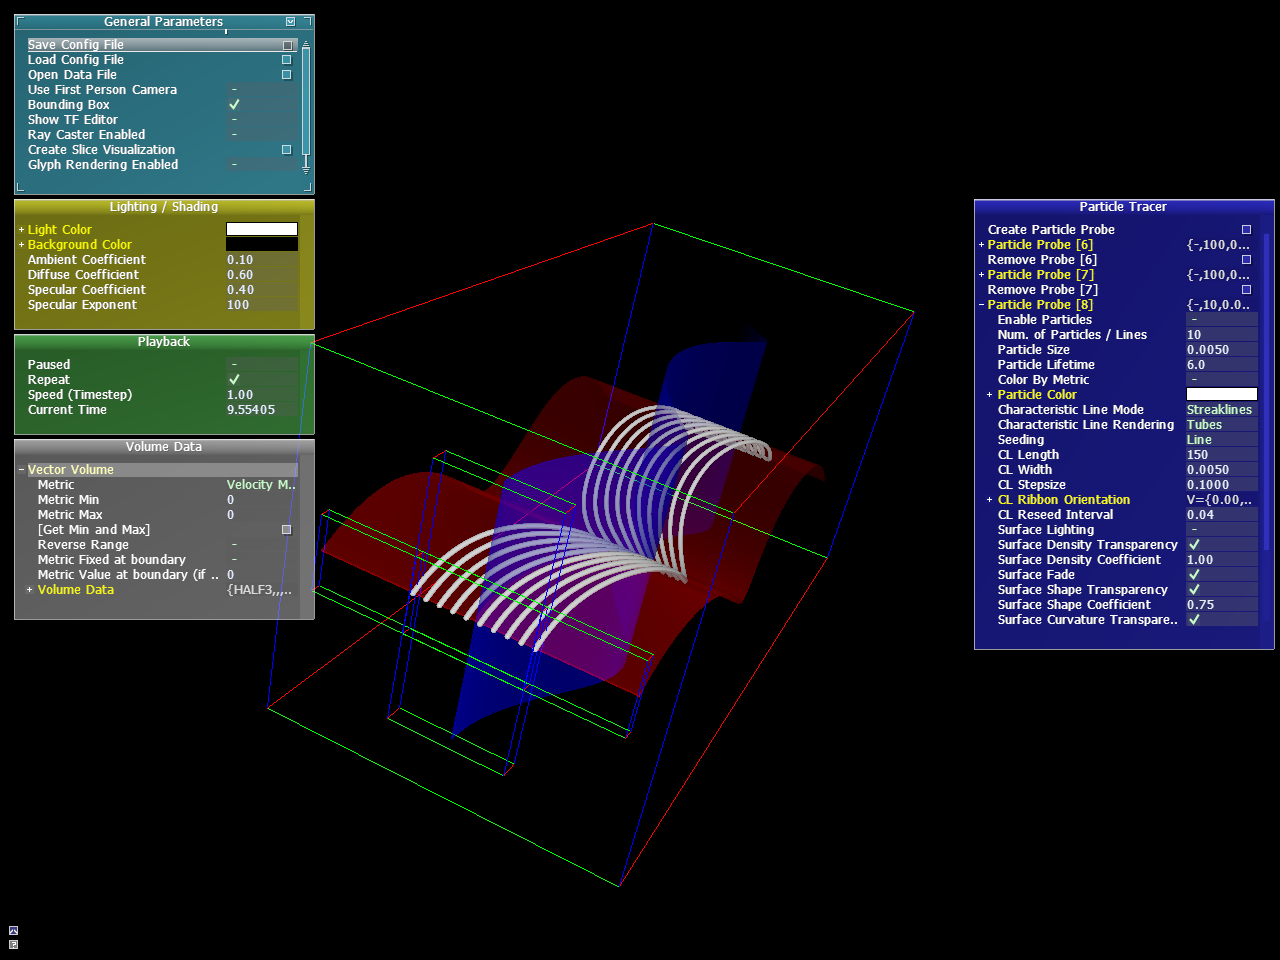 General Parameters
Save Config File
Load Config File
Open Data File
Use First Person Camera -
Bounding Box ✓
Show TF Editor -
Ray Caster Enabled -
Create Slice Visualization
Glyph Rendering Enabled -
Lighting / Shading
+ Light Color
+ Background Color
Ambient Coefficient 0.10
Diffuse Coefficient 0.60
Specular Coefficient 0.40
Specular Exponent 100
Playback
Paused -
Repeat ✓
Speed (Timestep) 1.00
Current Time 9.55405
Volume Data
- Vector Volume
Metric Velocity M..
Metric Min 0
Metric Max 0
[Get Min and Max]
Reverse Range -
Metric Fixed at boundary -
Metric Value at boundary (if .. 0
+ Volume Data {HALF3,,,..
Particle Tracer
Create Particle Probe
+ Particle Probe [6] {-,100,0...
Remove Probe [6]
+ Particle Probe [7] {-,100,0...
Remove Probe [7]
- Particle Probe [8] {-,10,0.0..
Enable Particles -
Num. of Particles / Lines 10
Particle Size 0.0050
Particle Lifetime 6.0
Color By Metric -
+ Particle Color
Characteristic Line Mode Streaklines
Characteristic Line Rendering Tubes
Seeding Line
CL Length 150
CL Width 0.0050
CL Stepsize 0.1000
+ CL Ribbon Orientation V={0.00,..
CL Reseed Interval 0.04
Surface Lighting -
Surface Density Transparency ✓
Surface Density Coefficient 1.00
Surface Fade ✓
Surface Shape Transparency ✓
Surface Shape Coefficient 0.75
Surface Curvature Transpare.. ✓
?